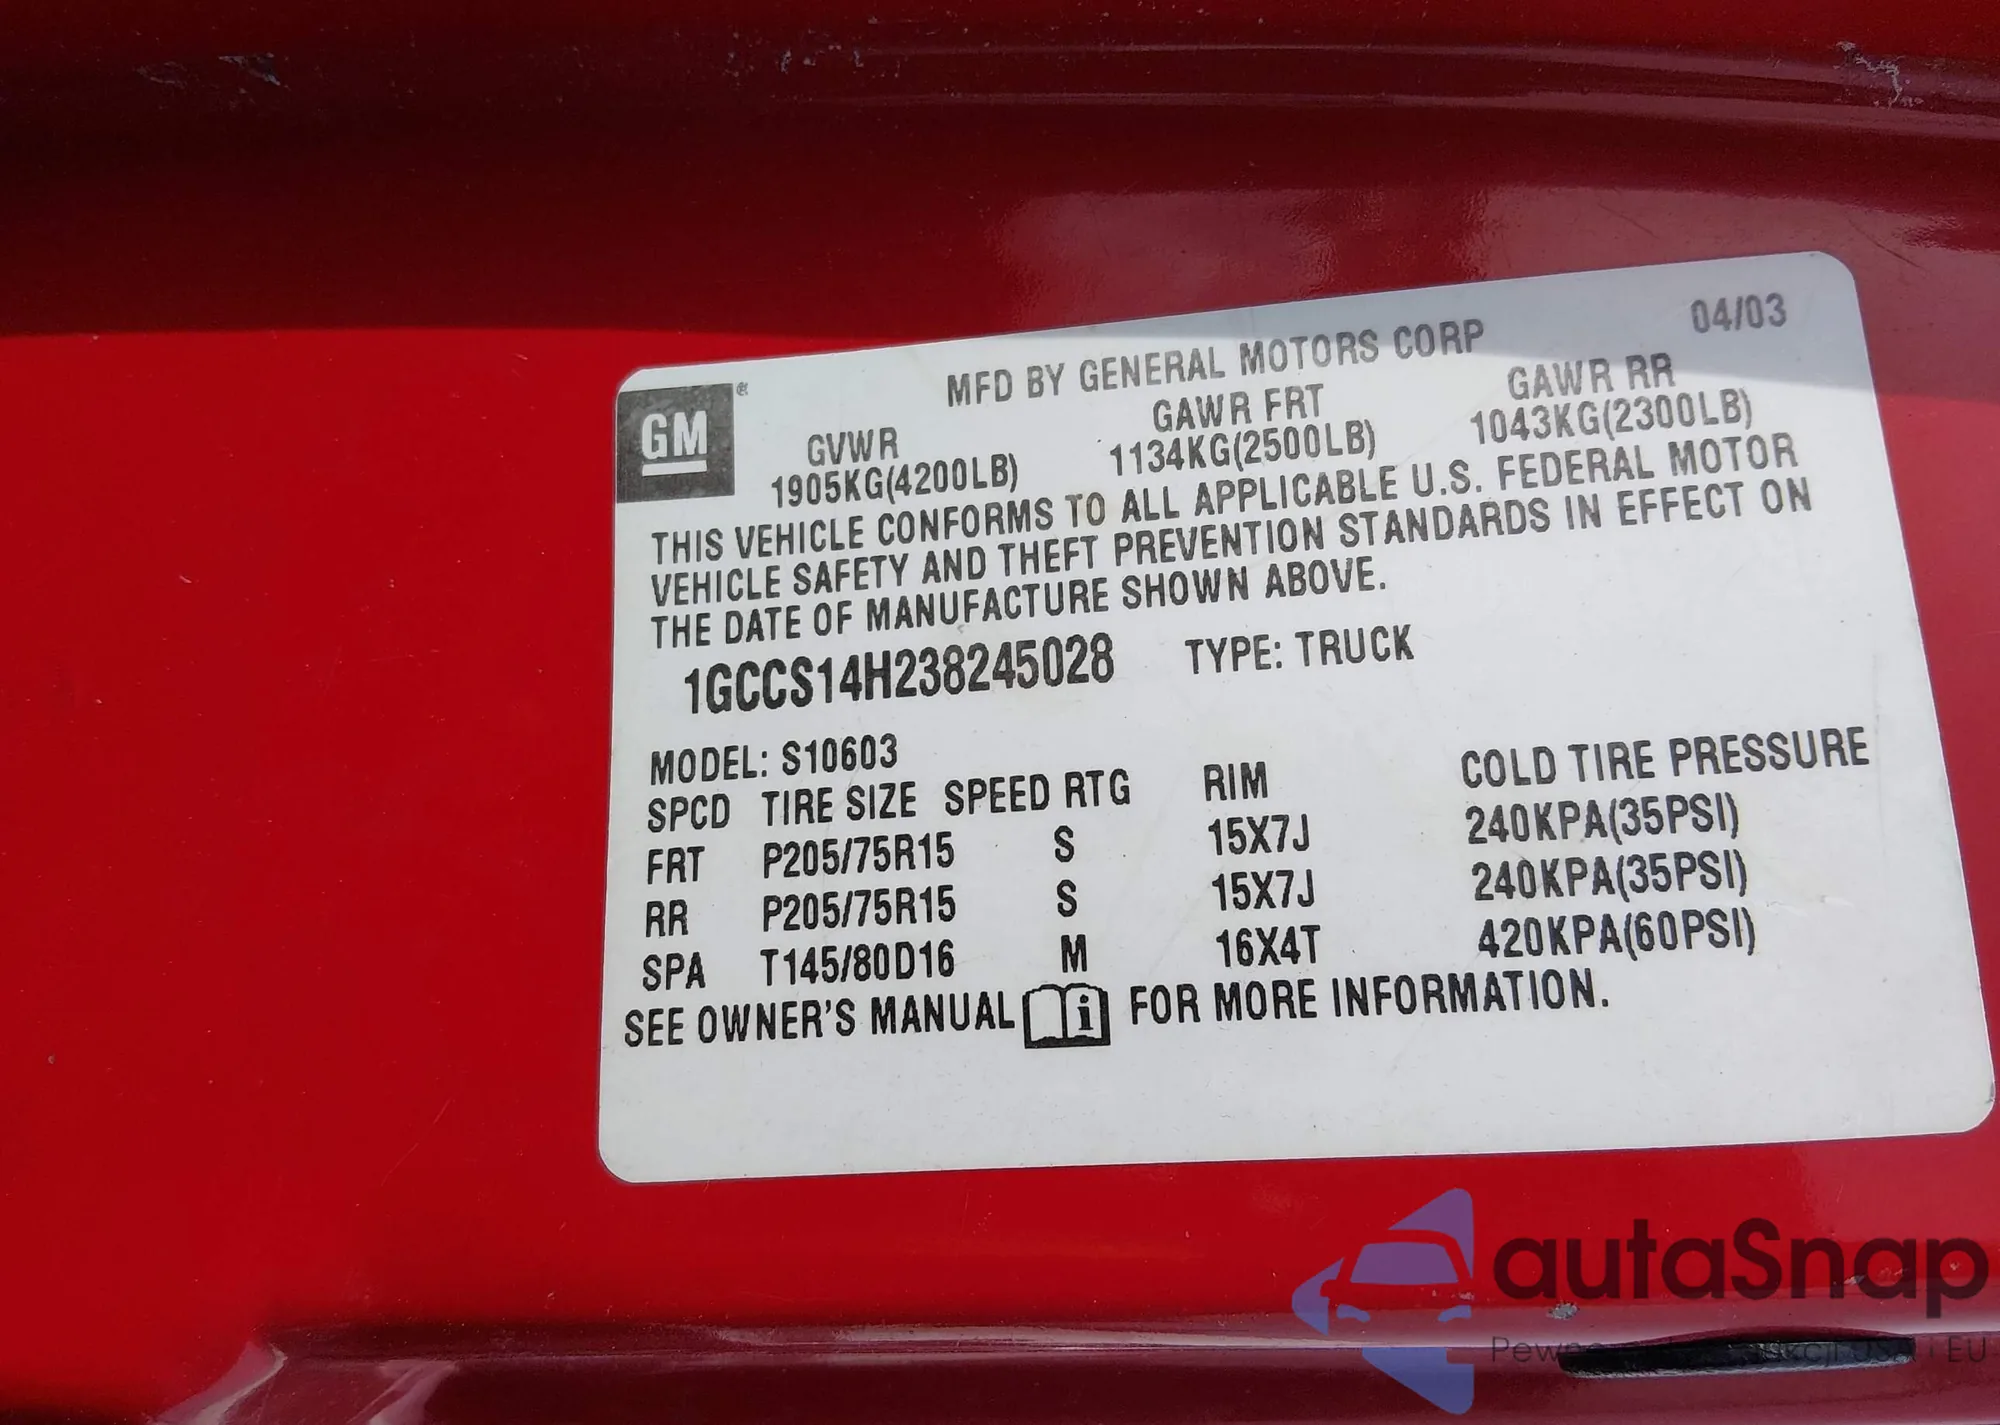 MFD BY GENERAL MOTORS CORP 04/03
GM ®
GVWR GAWR FRT GAWR RR
1905KG(4200LB) 1134KG(2500LB) 1043KG(2300LB)
THIS VEHICLE CONFORMS TO ALL APPLICABLE U.S. FEDERAL MOTOR
VEHICLE SAFETY AND THEFT PREVENTION STANDARDS IN EFFECT ON
THE DATE OF MANUFACTURE SHOWN ABOVE.
1GCCS14H238245028 TYPE: TRUCK
MODEL: S10603
SPCD TIRE SIZE SPEED RTG RIM COLD TIRE PRESSURE
FRT P205/75R15 S 15X7J 240KPA(35PSI)
RR P205/75R15 S 15X7J 240KPA(35PSI)
SPA T145/80D16 M 16X4T 420KPA(60PSI)
SEE OWNER'S MANUAL i FOR MORE INFORMATION.
autaSnap
USA i EU